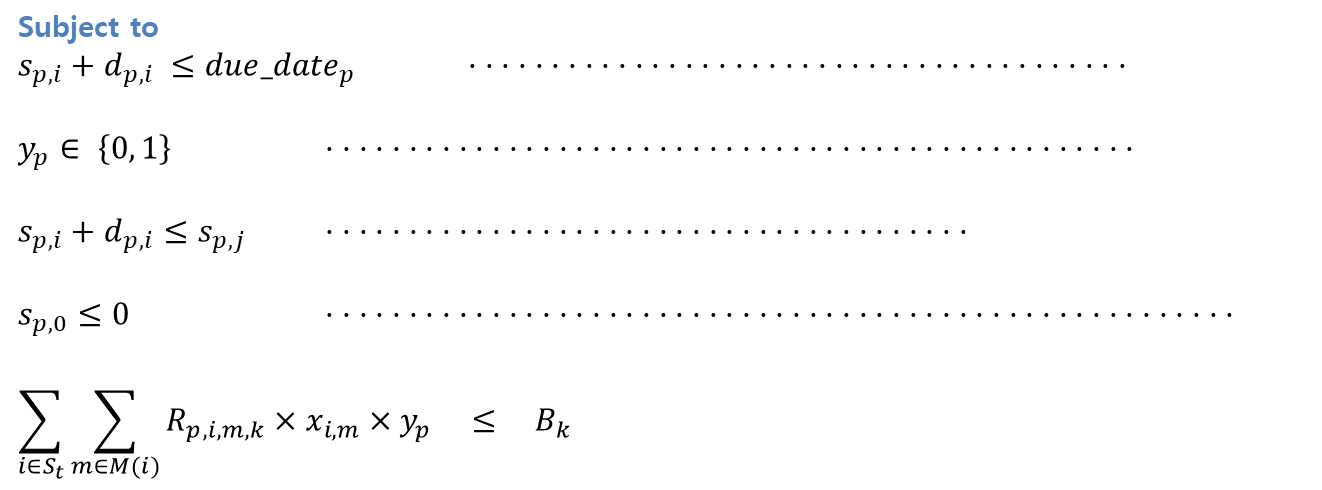 Subject to
s_{p,i} + d_{p,i} ≤ due_date_p ········································
y_p ∈ {0, 1} ·················································
s_{p,i} + d_{p,i} ≤ s_{p,j} ·······································
s_{p,0} ≤ 0 ·······················································
∑_{i∈S_t} ∑_{m∈M(i)} R_{p,i,m,k} × x_{i,m} × y_p ≤ B_k